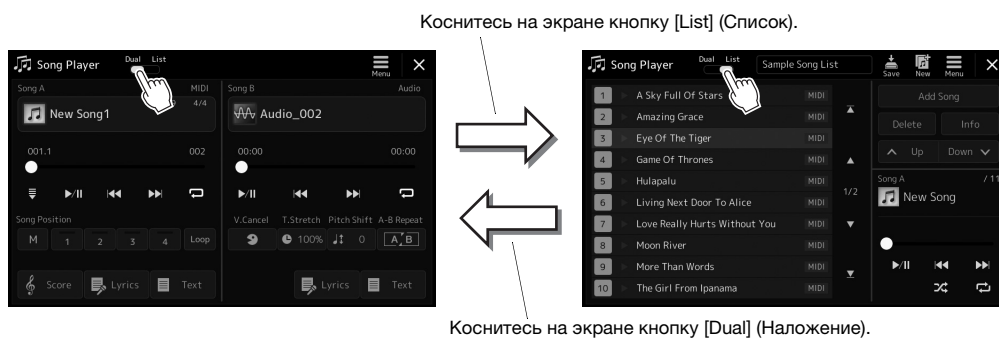 Коснитесь на экране кнопку [List] (Список).
Song Player Dual List Menu
Song A MIDI Song B Audio
4/4
New Song1 Audio_002
001.1 002 00:00 00:00
Song Position V.Cancel T.Stretch Pitch Shift A-B Repeat
M 1 2 3 4 Loop 100% 0 A B
Score Lyrics Text Lyrics Text
Song Player Dual List Sample Song List Save New Menu
1 A Sky Full Of Stars MIDI
2 Amazing Grace MIDI
3 Eye Of The Tiger MIDI
4 Game Of Thrones MIDI
5 Hulapalu MIDI
6 Living Next Door To Alice MIDI
7 Love Really Hurts Without You MIDI
8 Moon River MIDI
9 More Than Words MIDI
10 The Girl From Ipanama MIDI
1/2
Add Song
Delete Info
Up Down
Song A / 11
New Song
Коснитесь на экране кнопку [Dual] (Наложение).